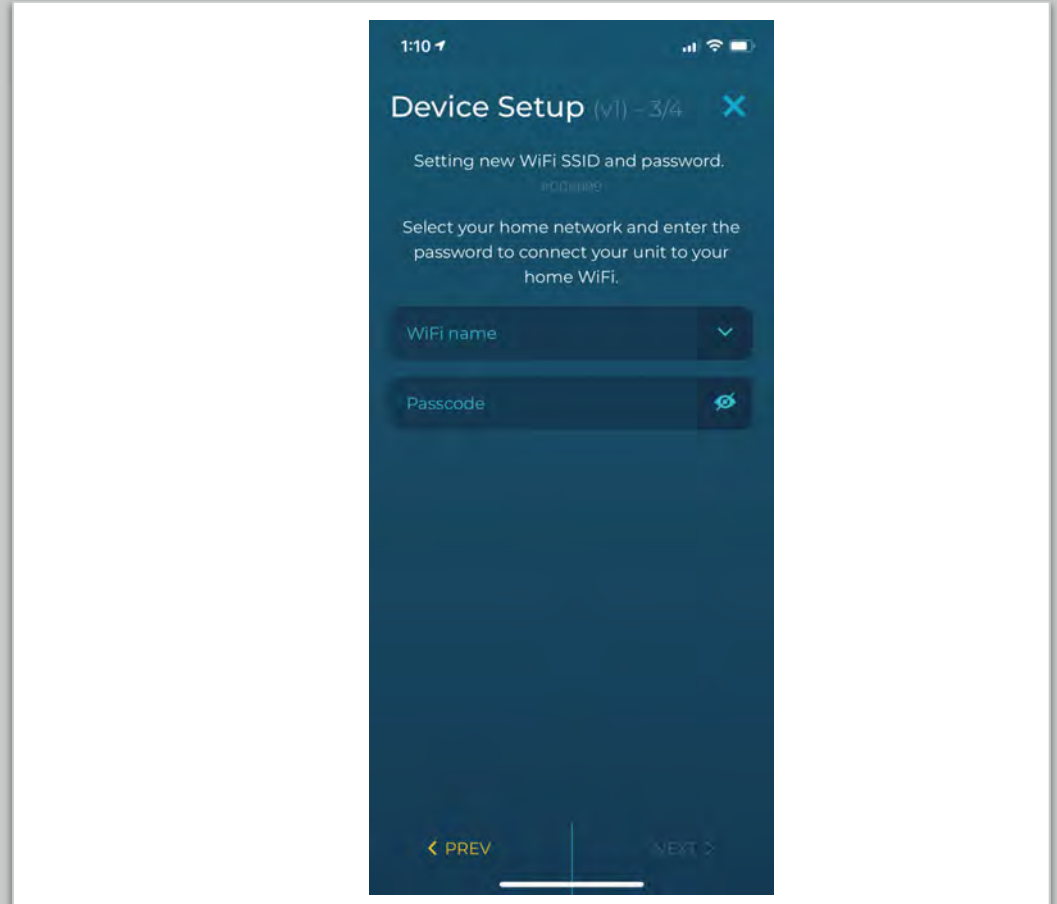 1:10
Device Setup (v1) - 3/4
Setting new WiFi SSID and password.
Select your home network and enter the
password to connect your unit to your
home WiFi.
WiFi name
Passcode
PREV
NEXT